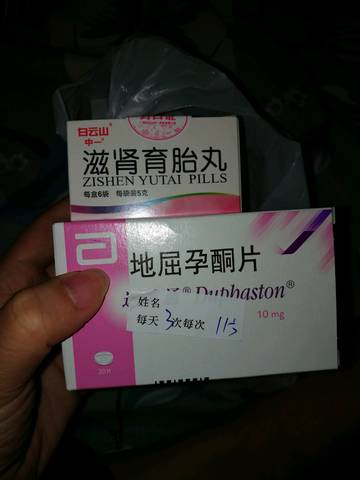 白云山
中一
滋肾育胎丸
ZISHEN YUTAI PILLS
每盒6袋 每袋装5克
地屈孕酮片
Duphaston®
10 mg
姓名
每天3次每次
20片